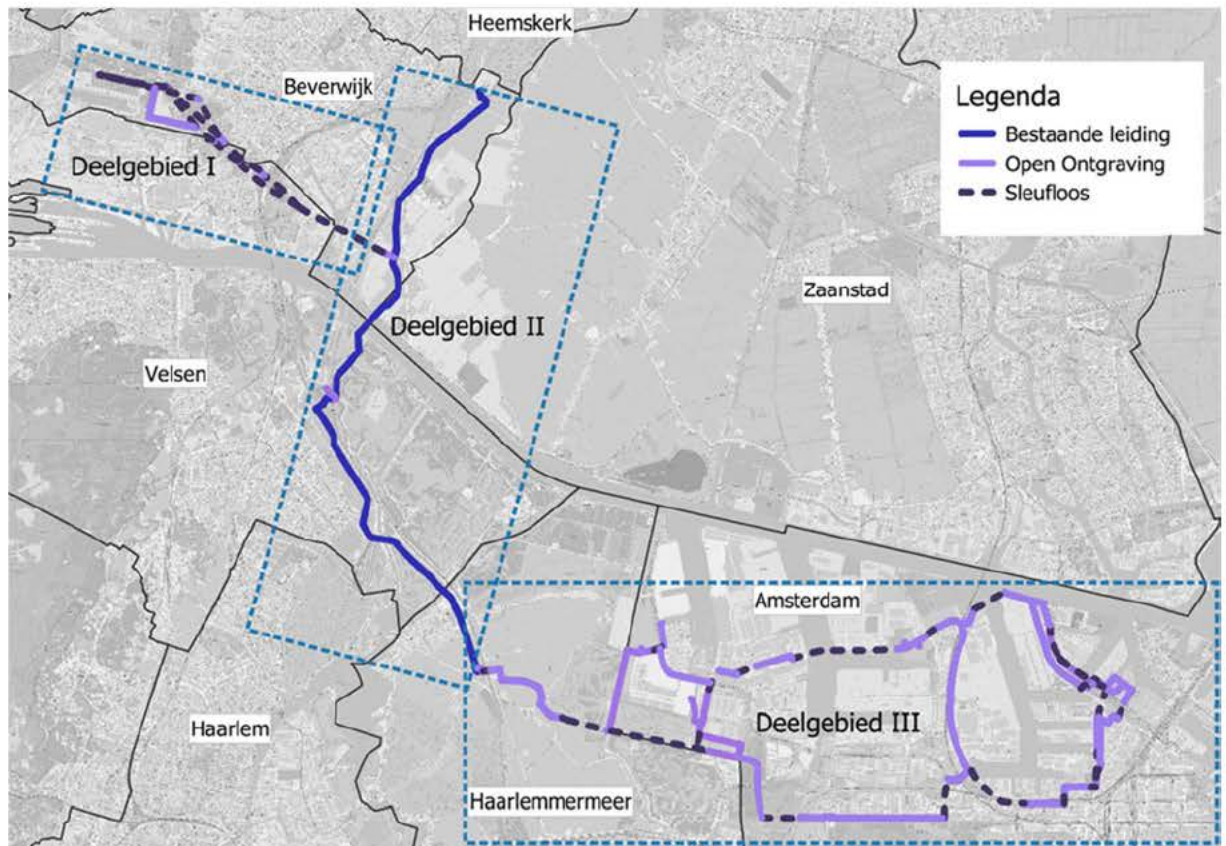 Heemskerk
Beverwijk
Legenda
Bestaande leiding
Open Ontgraving
Sleufloos
Deelgebied I
Zaanstad
Deelgebied II
Velsen
Amsterdam
Deelgebied III
Haarlem
Haarlemmermeer